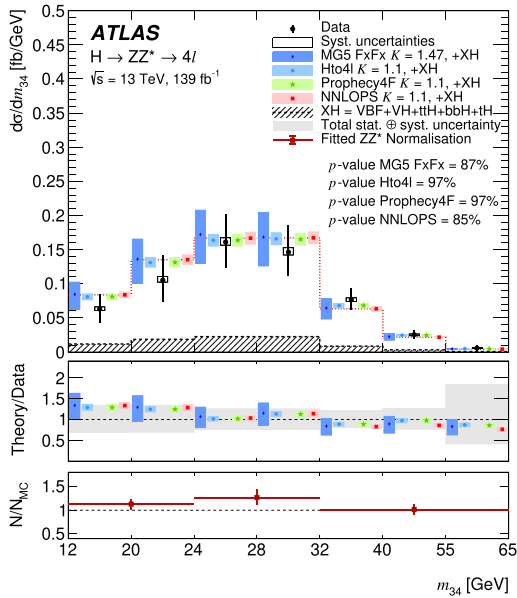 ATLAS
H → ZZ* → 4l
√s = 13 TeV, 139 fb⁻¹
Data
Syst. uncertainties
MG5 FxFx K = 1.47, +XH
Hto4l K = 1.1, +XH
Prophecy4F K = 1.1, +XH
NNLOPS K = 1.1, +XH
XH = VBF+VH+ttH+bbH+tH
Total stat. ⊕ syst. uncertainty
Fitted ZZ* Normalisation
p-value MG5 FxFx = 87%
p-value Hto4l = 97%
p-value Prophecy4F = 97%
p-value NNLOPS = 85%
dσ/dm₃₄ [fb/GeV]
0.5
0.45
0.4
0.35
0.3
0.25
0.2
0.15
0.1
0.05
0
Theory/Data
2
1.5
1
0.5
N/N_MC
1.5
1
0.5
12 20 24 28 32 40 55 65
m₃₄ [GeV]